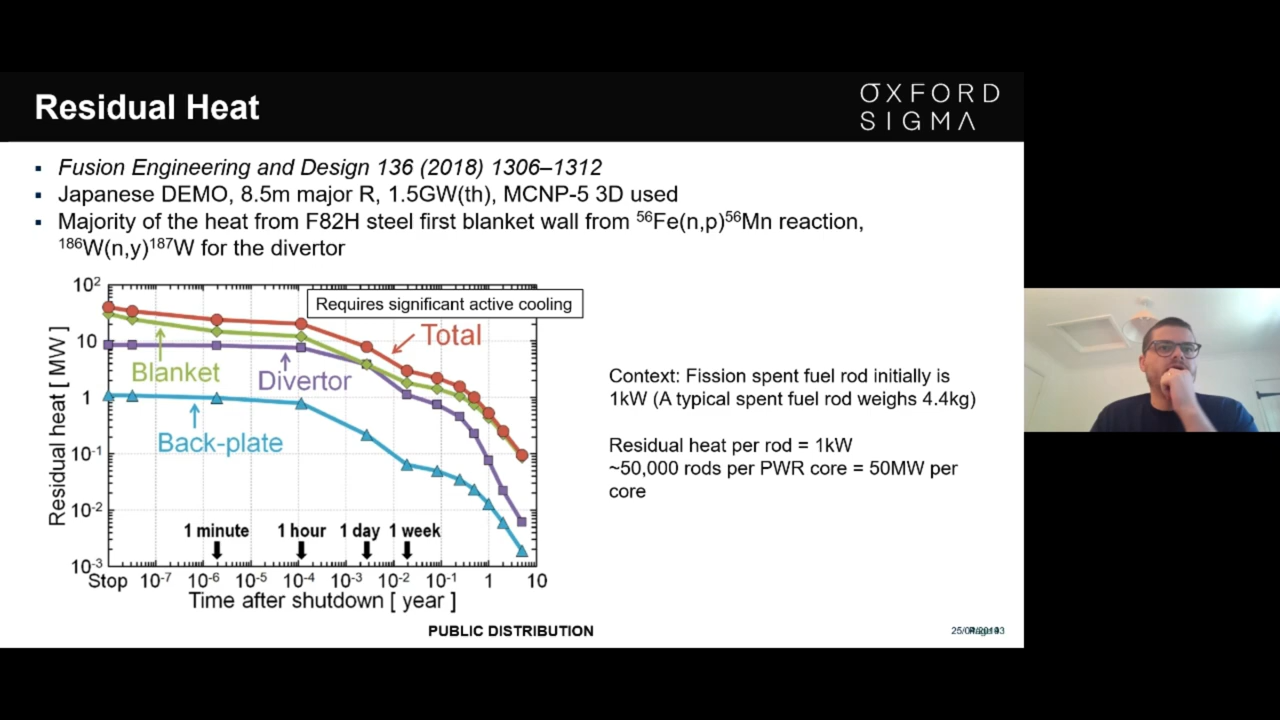 Residual Heat
OXFORD
SIGMA
▪ Fusion Engineering and Design 136 (2018) 1306–1312
▪ Japanese DEMO, 8.5m major R, 1.5GW(th), MCNP-5 3D used
▪ Majority of the heat from F82H steel first blanket wall from ⁵⁶Fe(n,p)⁵⁶Mn reaction,
¹⁸⁶W(n,y)¹⁸⁷W for the divertor
Residual heat [ MW ]
10²
10
1
10⁻¹
10⁻²
10⁻³
Requires significant active cooling
Total
Blanket
Divertor
Back-plate
1 minute
1 hour
1 day
1 week
Stop 10⁻⁷ 10⁻⁶ 10⁻⁵ 10⁻⁴ 10⁻³ 10⁻² 10⁻¹ 1 10
Time after shutdown [ year ]
Context: Fission spent fuel rod initially is
1kW (A typical spent fuel rod weighs 4.4kg)
Residual heat per rod = 1kW
~50,000 rods per PWR core = 50MW per
core
PUBLIC DISTRIBUTION